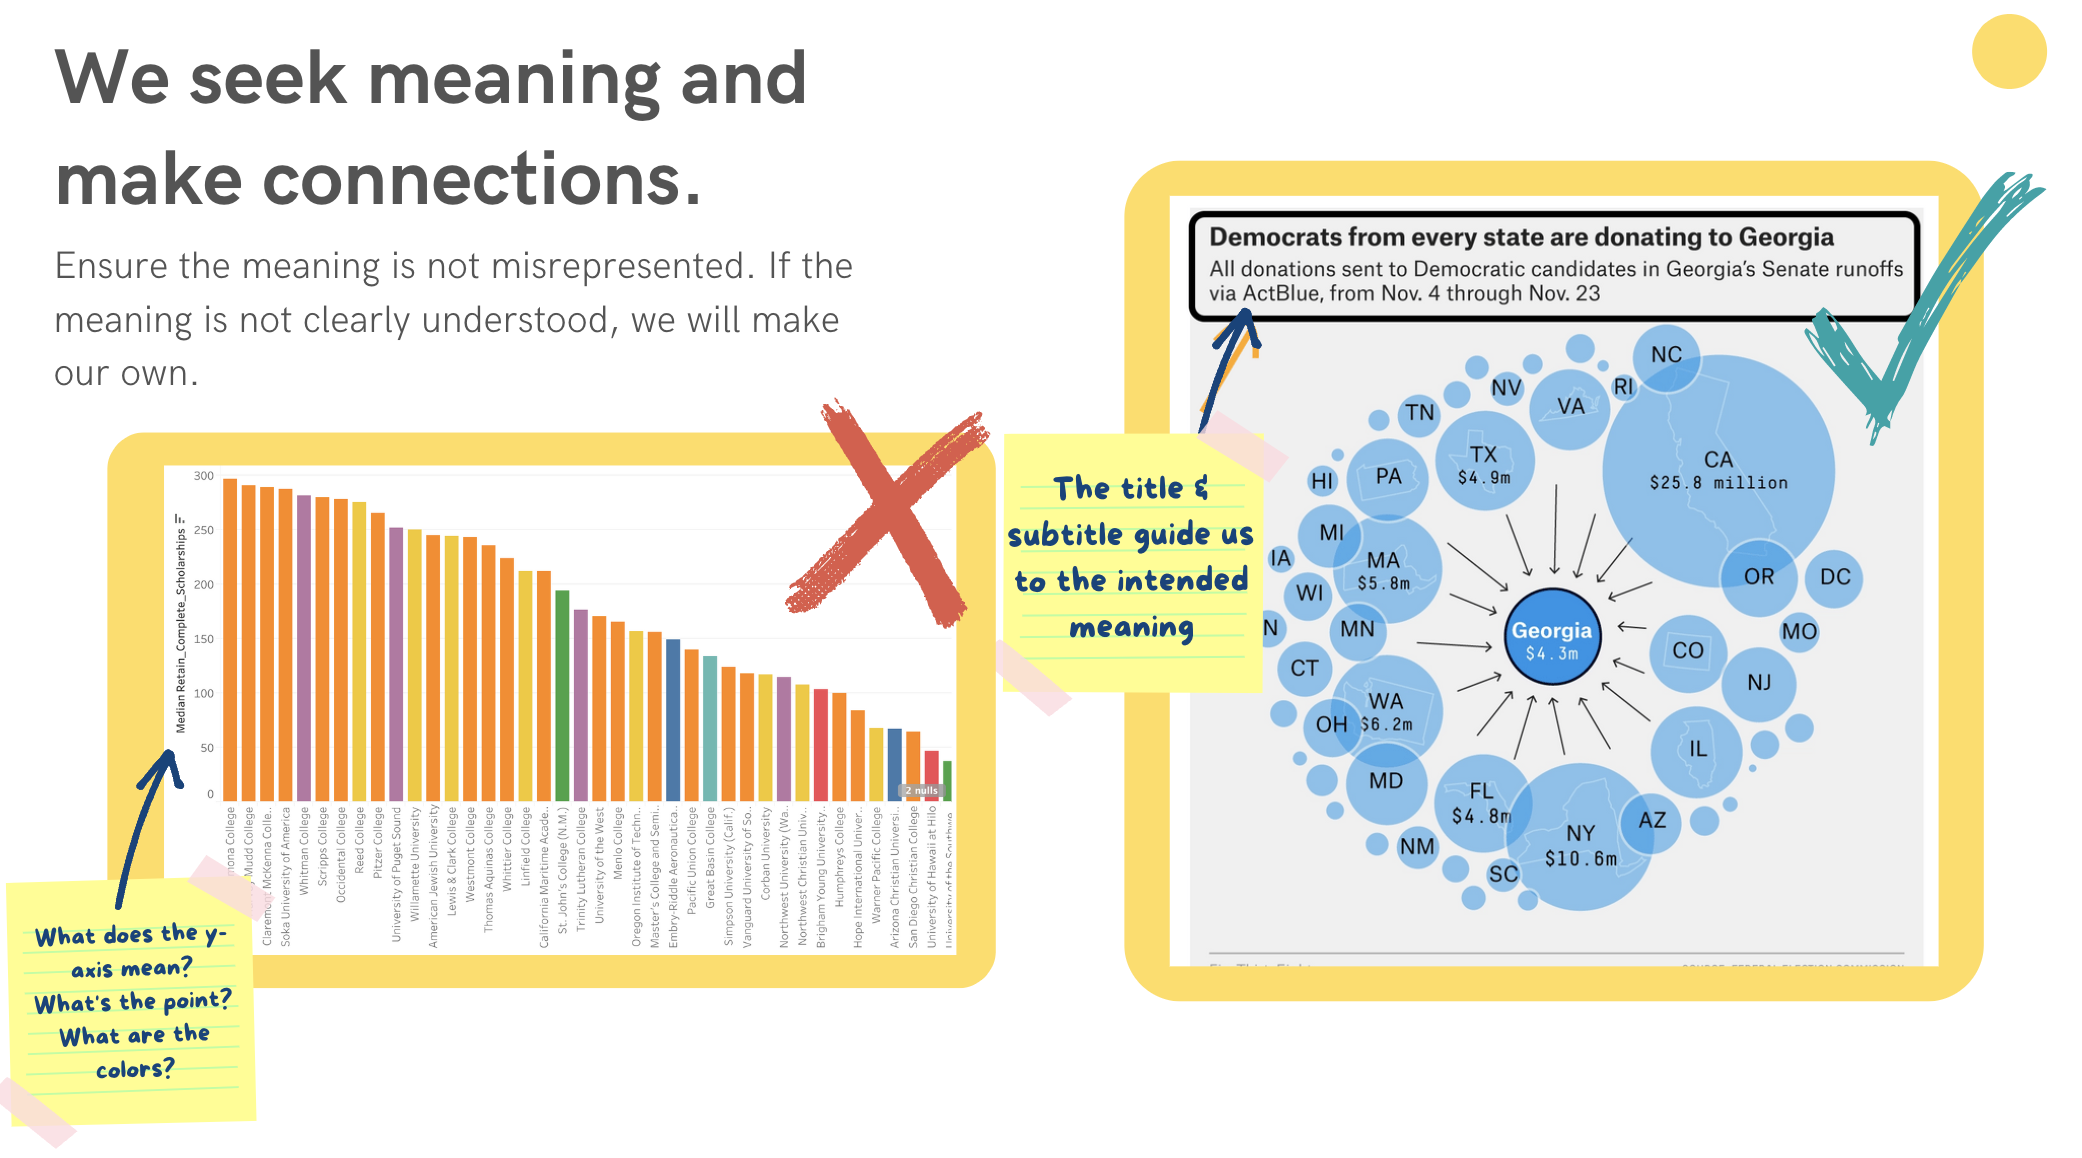 We seek meaning and
make connections.
Ensure the meaning is not misrepresented. If the
meaning is not clearly understood, we will make
our own.
300
250
200
150
100
50
0
Median Retain_Complete_Scholarships
2 nulls
College
Mudd College
Claremont McKenna Colle..
Soka University of America
Whitman College
Scripps College
Occidental College
Reed College
Pitzer College
University of Puget Sound
Willamette University
American Jewish University
Lewis & Clark College
Westmont College
Thomas Aquinas College
Whittier College
Linfield College
California Maritime Acade..
St. John's College (N.M.)
Trinity Lutheran College
University of the West
Menlo College
Oregon Institute of Techn..
Master's College and Semi..
Embry-Riddle Aeronautica..
Pacific Union College
Great Basin College
Simpson University (Calif.)
Vanguard University of So..
Corban University
Northwest University (Wa..
Northwest Christian Univ..
Brigham Young University..
Humphreys College
Hope International Univer..
Warner Pacific College
Arizona Christian Universi..
San Diego Christian College
University of Hawaii at Hilo
What does the y-
axis mean?
What's the point?
What are the
colors?
The title &
subtitle guide us
to the intended
meaning
Democrats from every state are donating to Georgia
All donations sent to Democratic candidates in Georgia's Senate runoffs
via ActBlue, from Nov. 4 through Nov. 23
NC
NV
RI
VA
TN
TX
$4.9m
CA
$25.8 million
HI
PA
MI
IA
MA
$5.8m
OR
DC
WI
N
MN
Georgia
$4.3m
MO
CO
CT
NJ
WA
$6.2m
OH
IL
MD
FL
$4.8m
AZ
NY
$10.6m
NM
SC